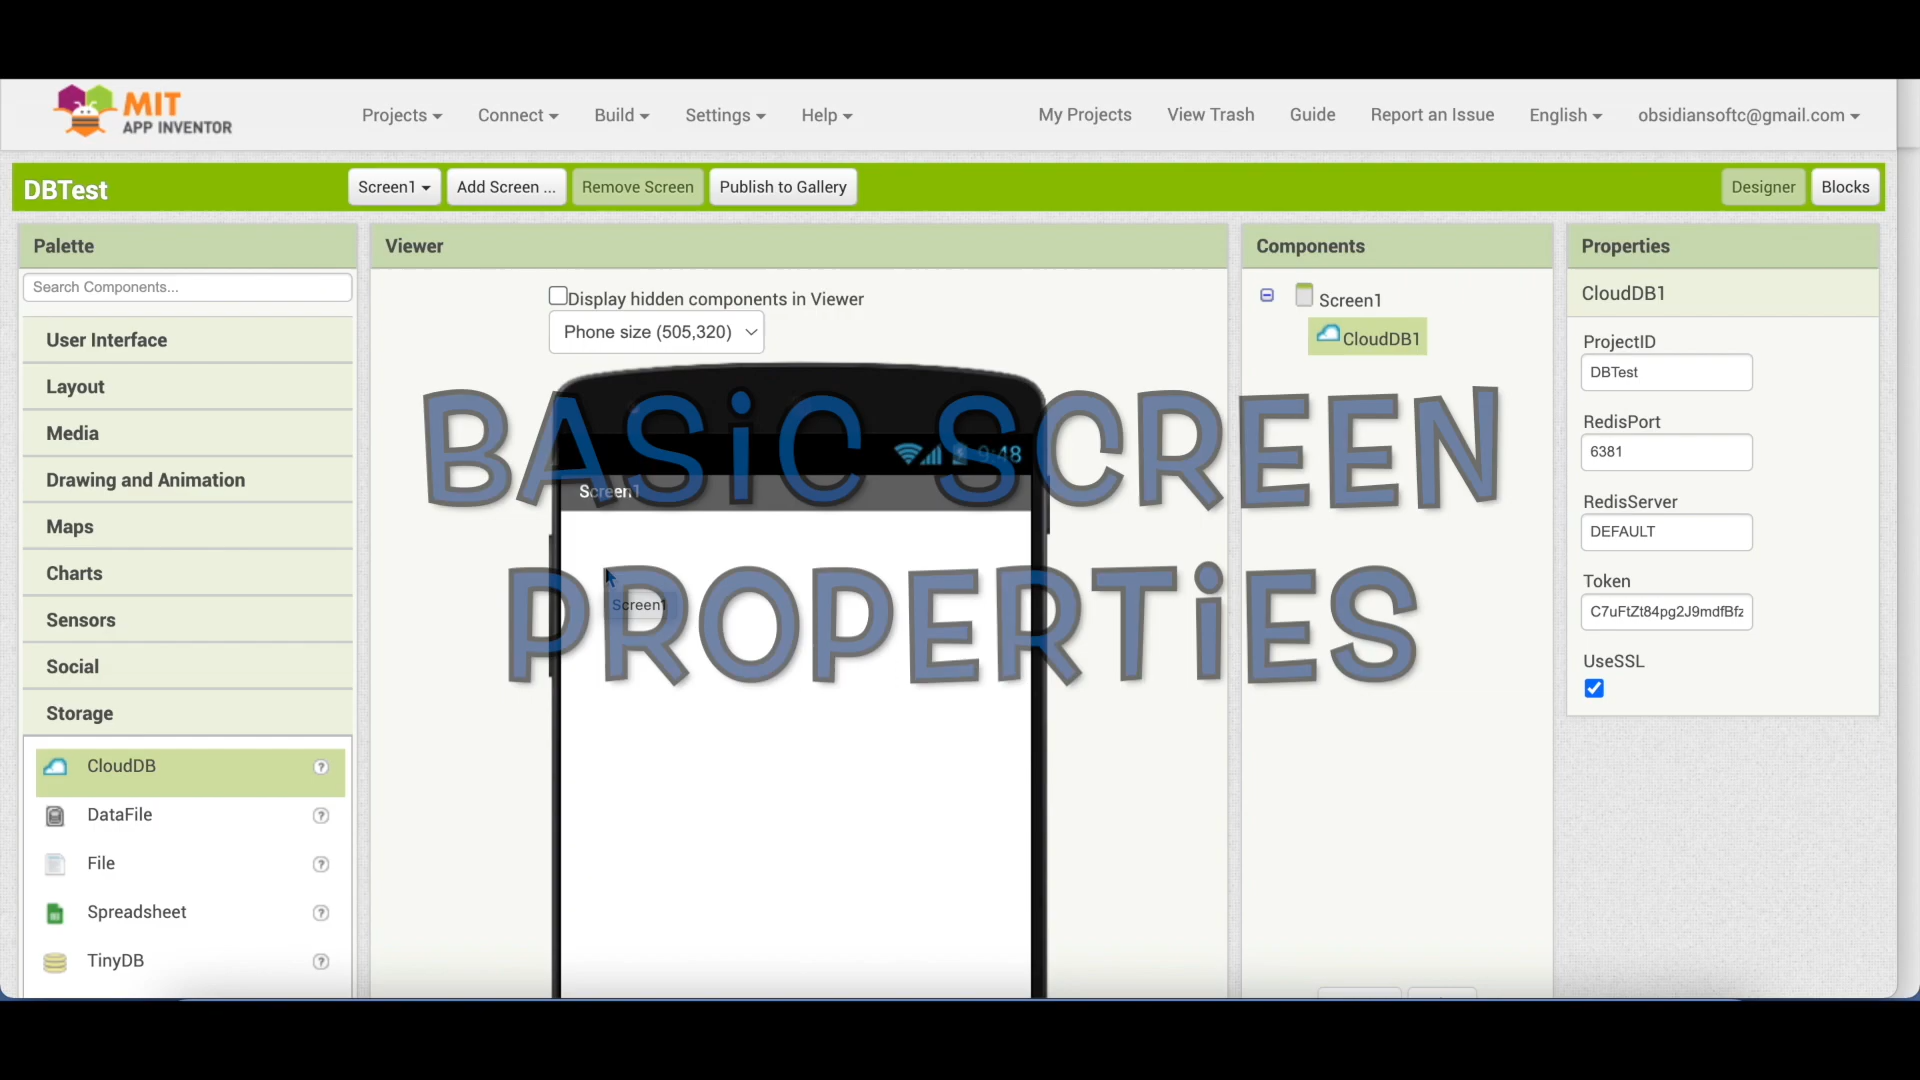 MIT
APP INVENTOR
Projects
Connect
Build
Settings
Help
My Projects
View Trash
Guide
Report an Issue
English
obsidiansoftc@gmail.com
DBTest
Screen1
Add Screen ...
Remove Screen
Publish to Gallery
Designer
Blocks
Palette
Search Components...
User Interface
Layout
Media
Drawing and Animation
Maps
Charts
Sensors
Social
Storage
CloudDB
?
DataFile
?
File
?
Spreadsheet
?
TinyDB
?
Viewer
Display hidden components in Viewer
Phone size (505,320)
9:48
Screen1
Screen1
BASiC SCREEN
PROPERTiES
Components
Screen1
CloudDB1
Properties
CloudDB1
ProjectID
DBTest
RedisPort
6381
RedisServer
DEFAULT
Token
C7uFtZt84pg2J9mdfBfz
UseSSL